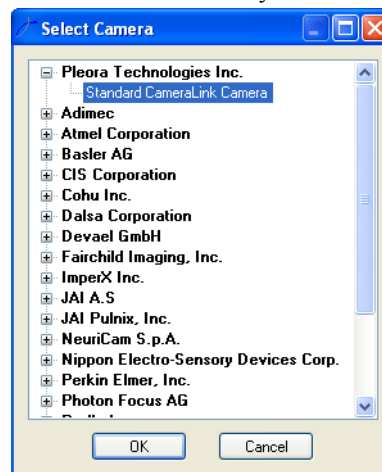 Select Camera
Pleora Technologies Inc.
Standard CameraLink Camera
Adimec
Atmel Corporation
Basler AG
CIS Corporation
Cohu Inc.
Dalsa Corporation
Devael GmbH
Fairchild Imaging, Inc.
ImperX Inc.
JAI A.S
JAI Pulnix, Inc.
NeuriCam S.p.A.
Nippon Electro-Sensory Devices Corp.
Perkin Elmer, Inc.
Photon Focus AG
OK
Cancel